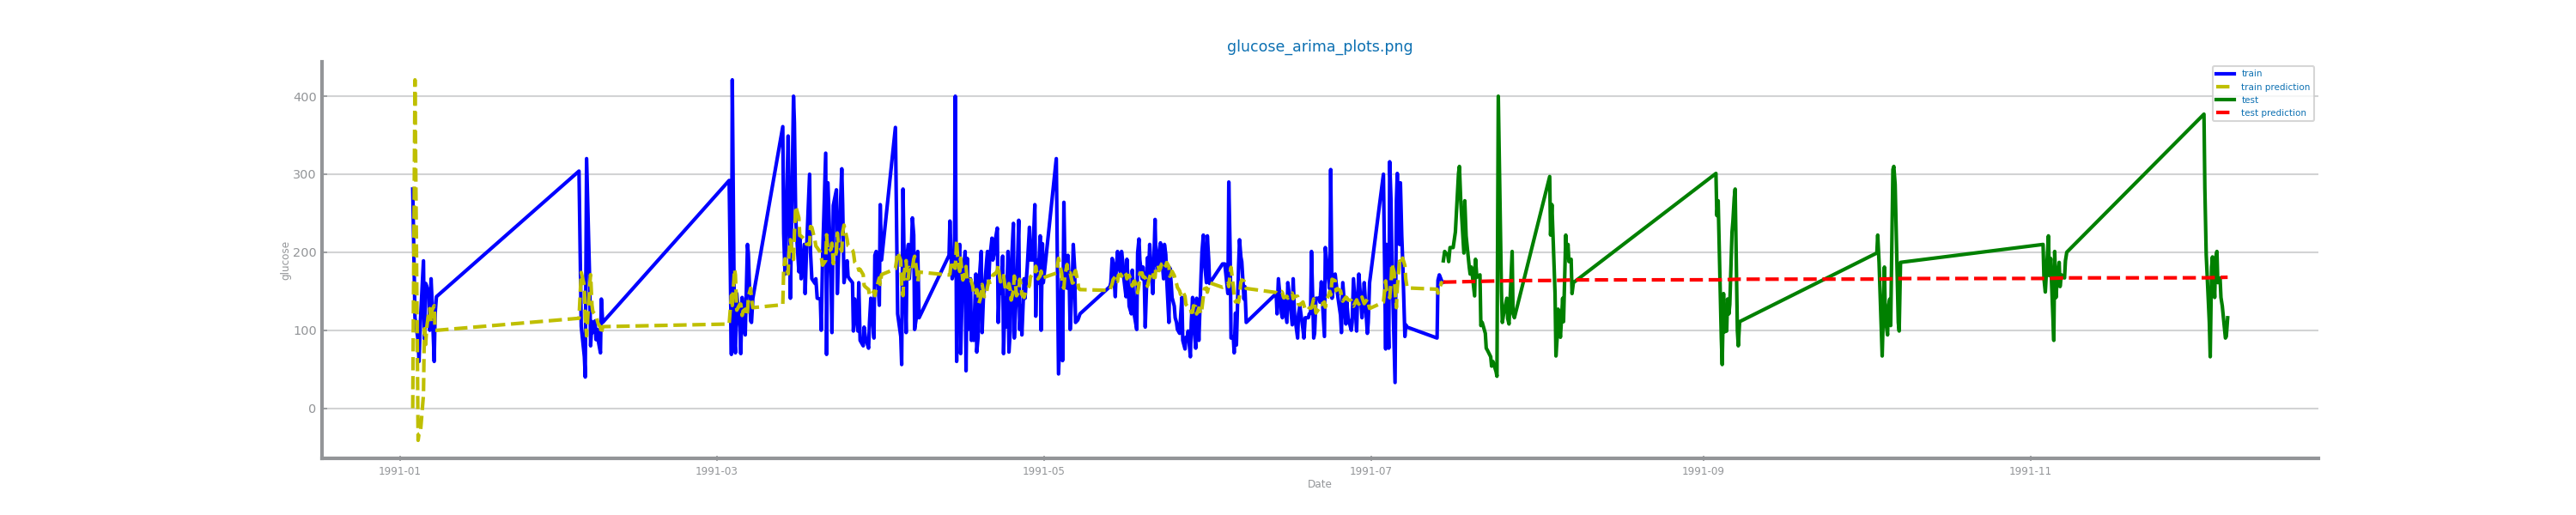 glucose_arima_plots.png
train
train prediction
test
test prediction
400
300
200
100
0
glucose
1991-01
1991-03
1991-05
1991-07
1991-09
1991-11
Date